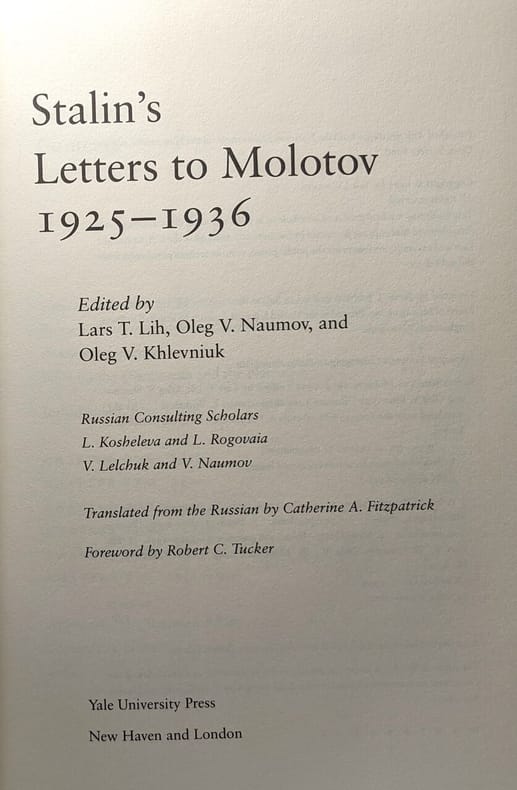 Stalin's
Letters to Molotov
1925–1936
Edited by
Lars T. Lih, Oleg V. Naumov, and
Oleg V. Khlevniuk
Russian Consulting Scholars
L. Kosheleva and L. Rogovaia
V. Lelchuk and V. Naumov
Translated from the Russian by Catherine A. Fitzpatrick
Foreword by Robert C. Tucker
Yale University Press
New Haven and London